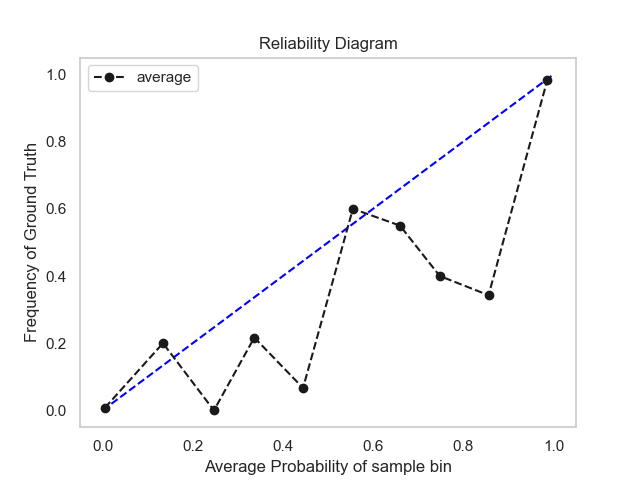 Reliability Diagram
average
Frequency of Ground Truth
1.0
0.8
0.6
0.4
0.2
0.0
0.0 0.2 0.4 0.6 0.8 1.0
Average Probability of sample bin